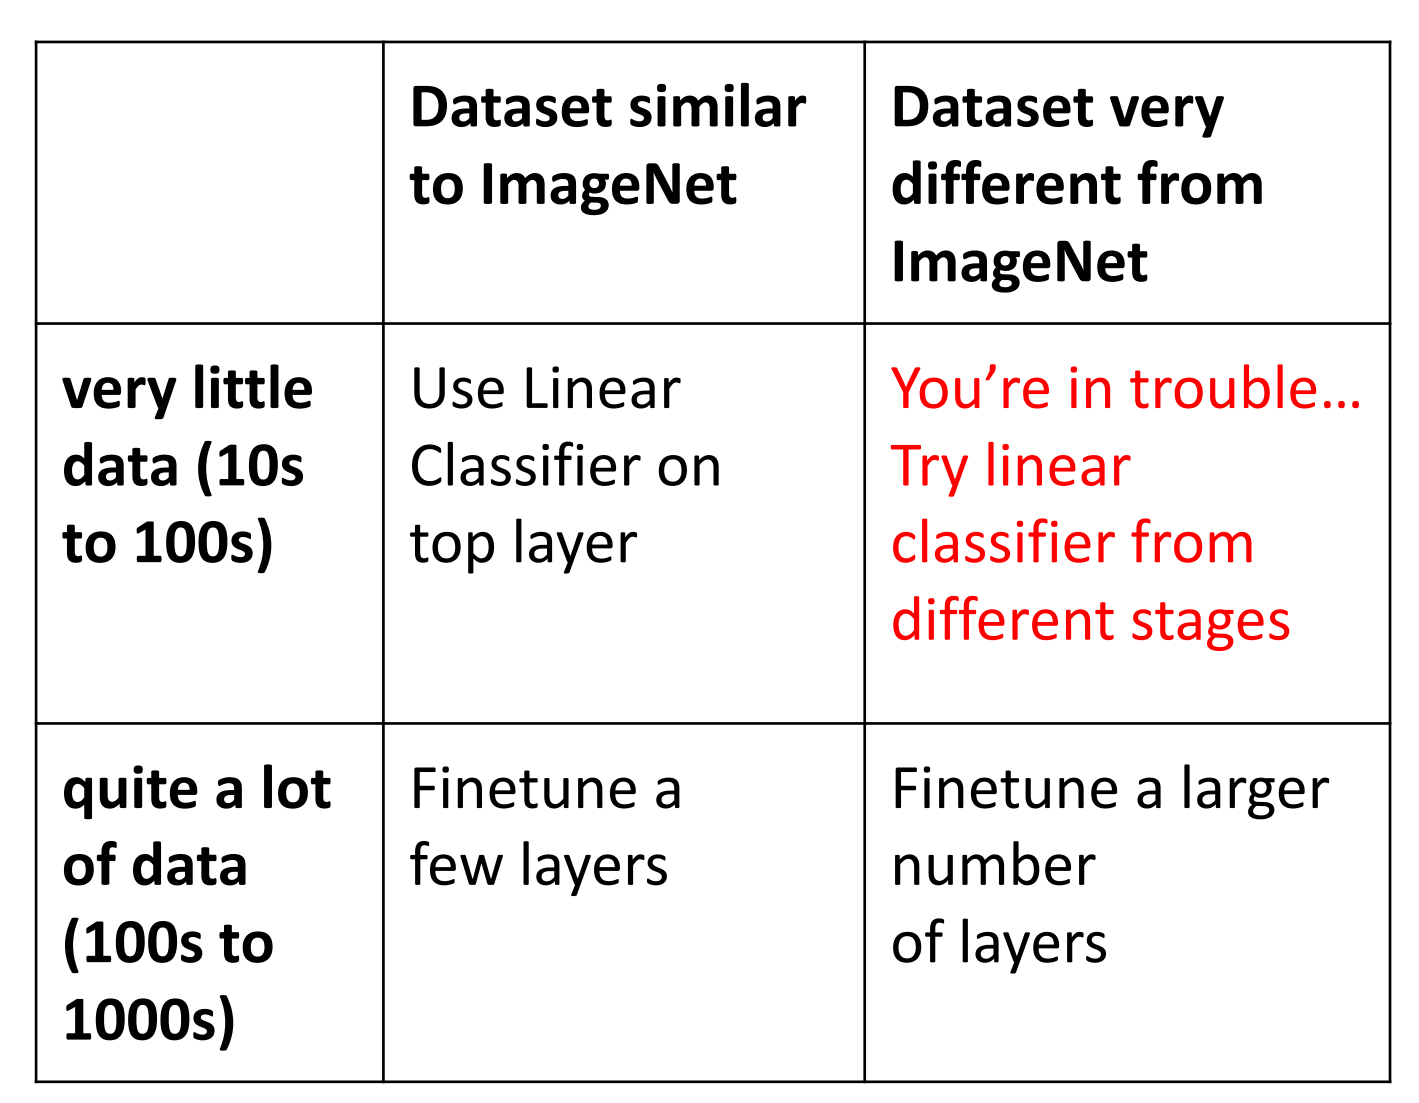 Dataset similar
to ImageNet
Dataset very
different from
ImageNet
very little
data (10s
to 100s)
Use Linear
Classifier on
top layer
You’re in trouble…
Try linear
classifier from
different stages
quite a lot
of data
(100s to
1000s)
Finetune a
few layers
Finetune a larger
number
of layers